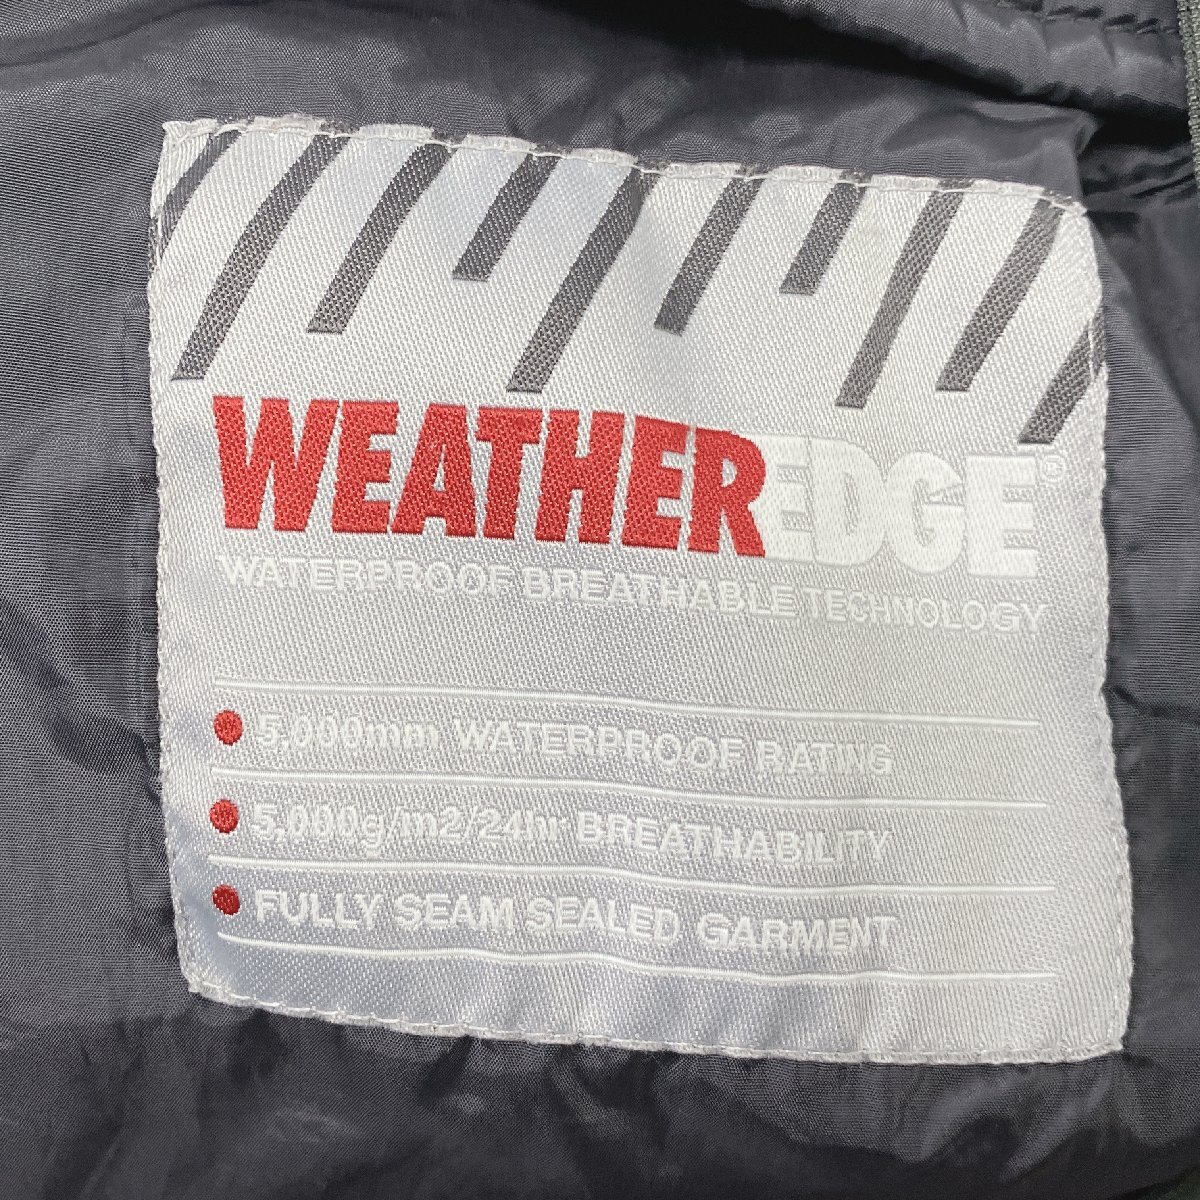 WEATHEREDGE®
WATERPROOF BREATHABLE TECHNOLOGY
5,000mm WATERPROOF RATING
5,000g/m2/24hr BREATHABILITY
FULLY SEAM SEALED GARMENT